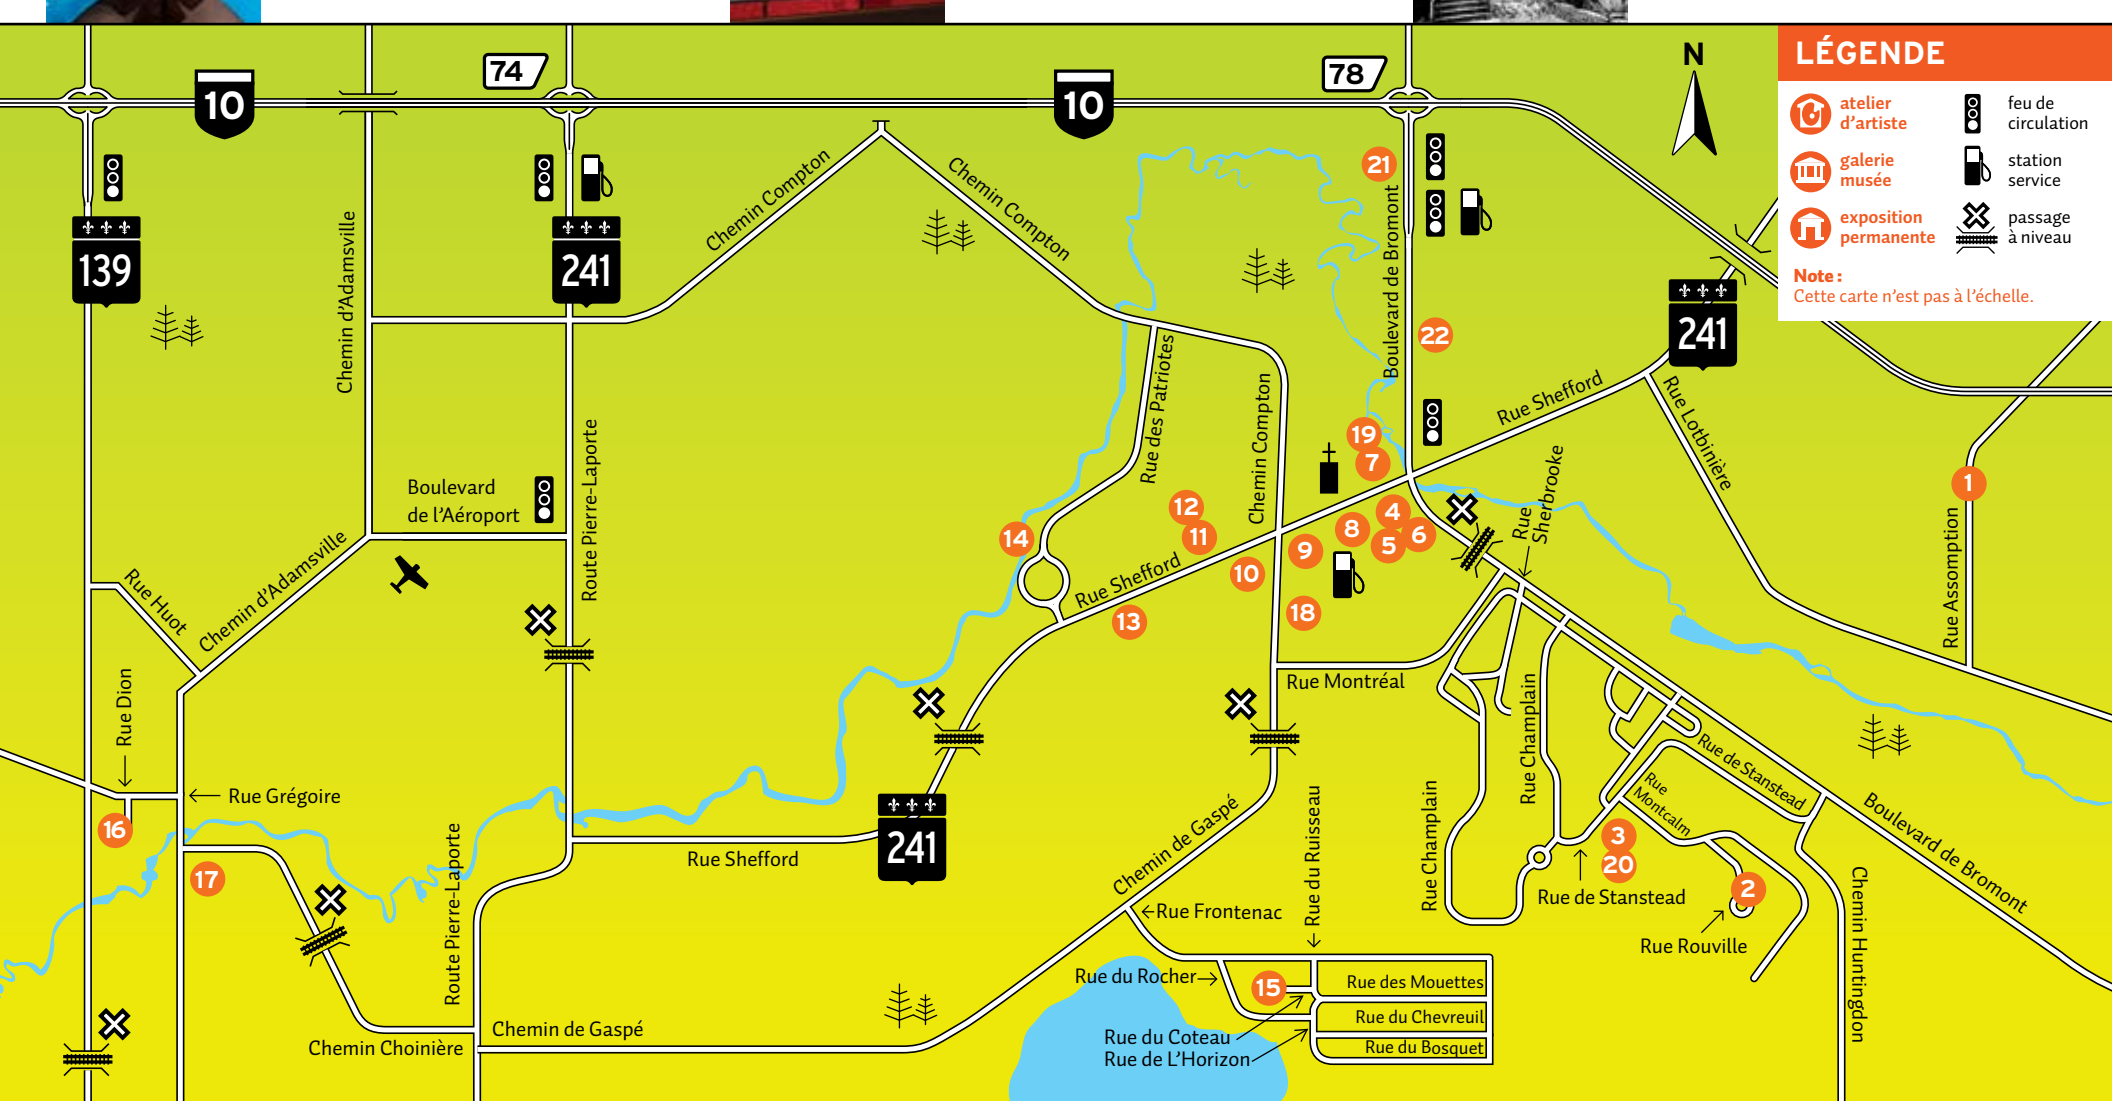 10
74
10
78
N
LÉGENDE
atelier
d'artiste
feu de
circulation
galerie
musée
station
service
exposition
permanente
passage
à niveau
Note :
Cette carte n'est pas à l'échelle.
139
241
241
241
Chemin d'Adamsville
Chemin Compton
Chemin Compton
Boulevard de Bromont
21
22
Rue Shefford
Rue Lotbinière
Rue Assomption
1
Rue des Patriotes
Chemin Compton
19
7
Rue
Sherbrooke
Boulevard
de l'Aéroport
Route Pierre-Laporte
12
11
14
4
8
5
6
9
10
Rue Shefford
13
18
Rue Huot
Chemin d'Adamsville
Rue Dion
Rue Montréal
Rue Grégoire
16
17
Rue Champlain
Rue de Stanstead
Rue
Montcalm
Boulevard de Bromont
Rue Shefford
Route Pierre-Laporte
Chemin de Gaspé
Rue du Ruisseau
Rue Champlain
3
20
2
Rue de Stanstead
Rue Frontenac
Rue Rouville
Chemin Huntingdon
Rue du Rocher
15
Rue des Mouettes
Rue du Chevreuil
Rue du Bosquet
Rue du Coteau
Rue de L'Horizon
Chemin de Gaspé
Chemin Choinière